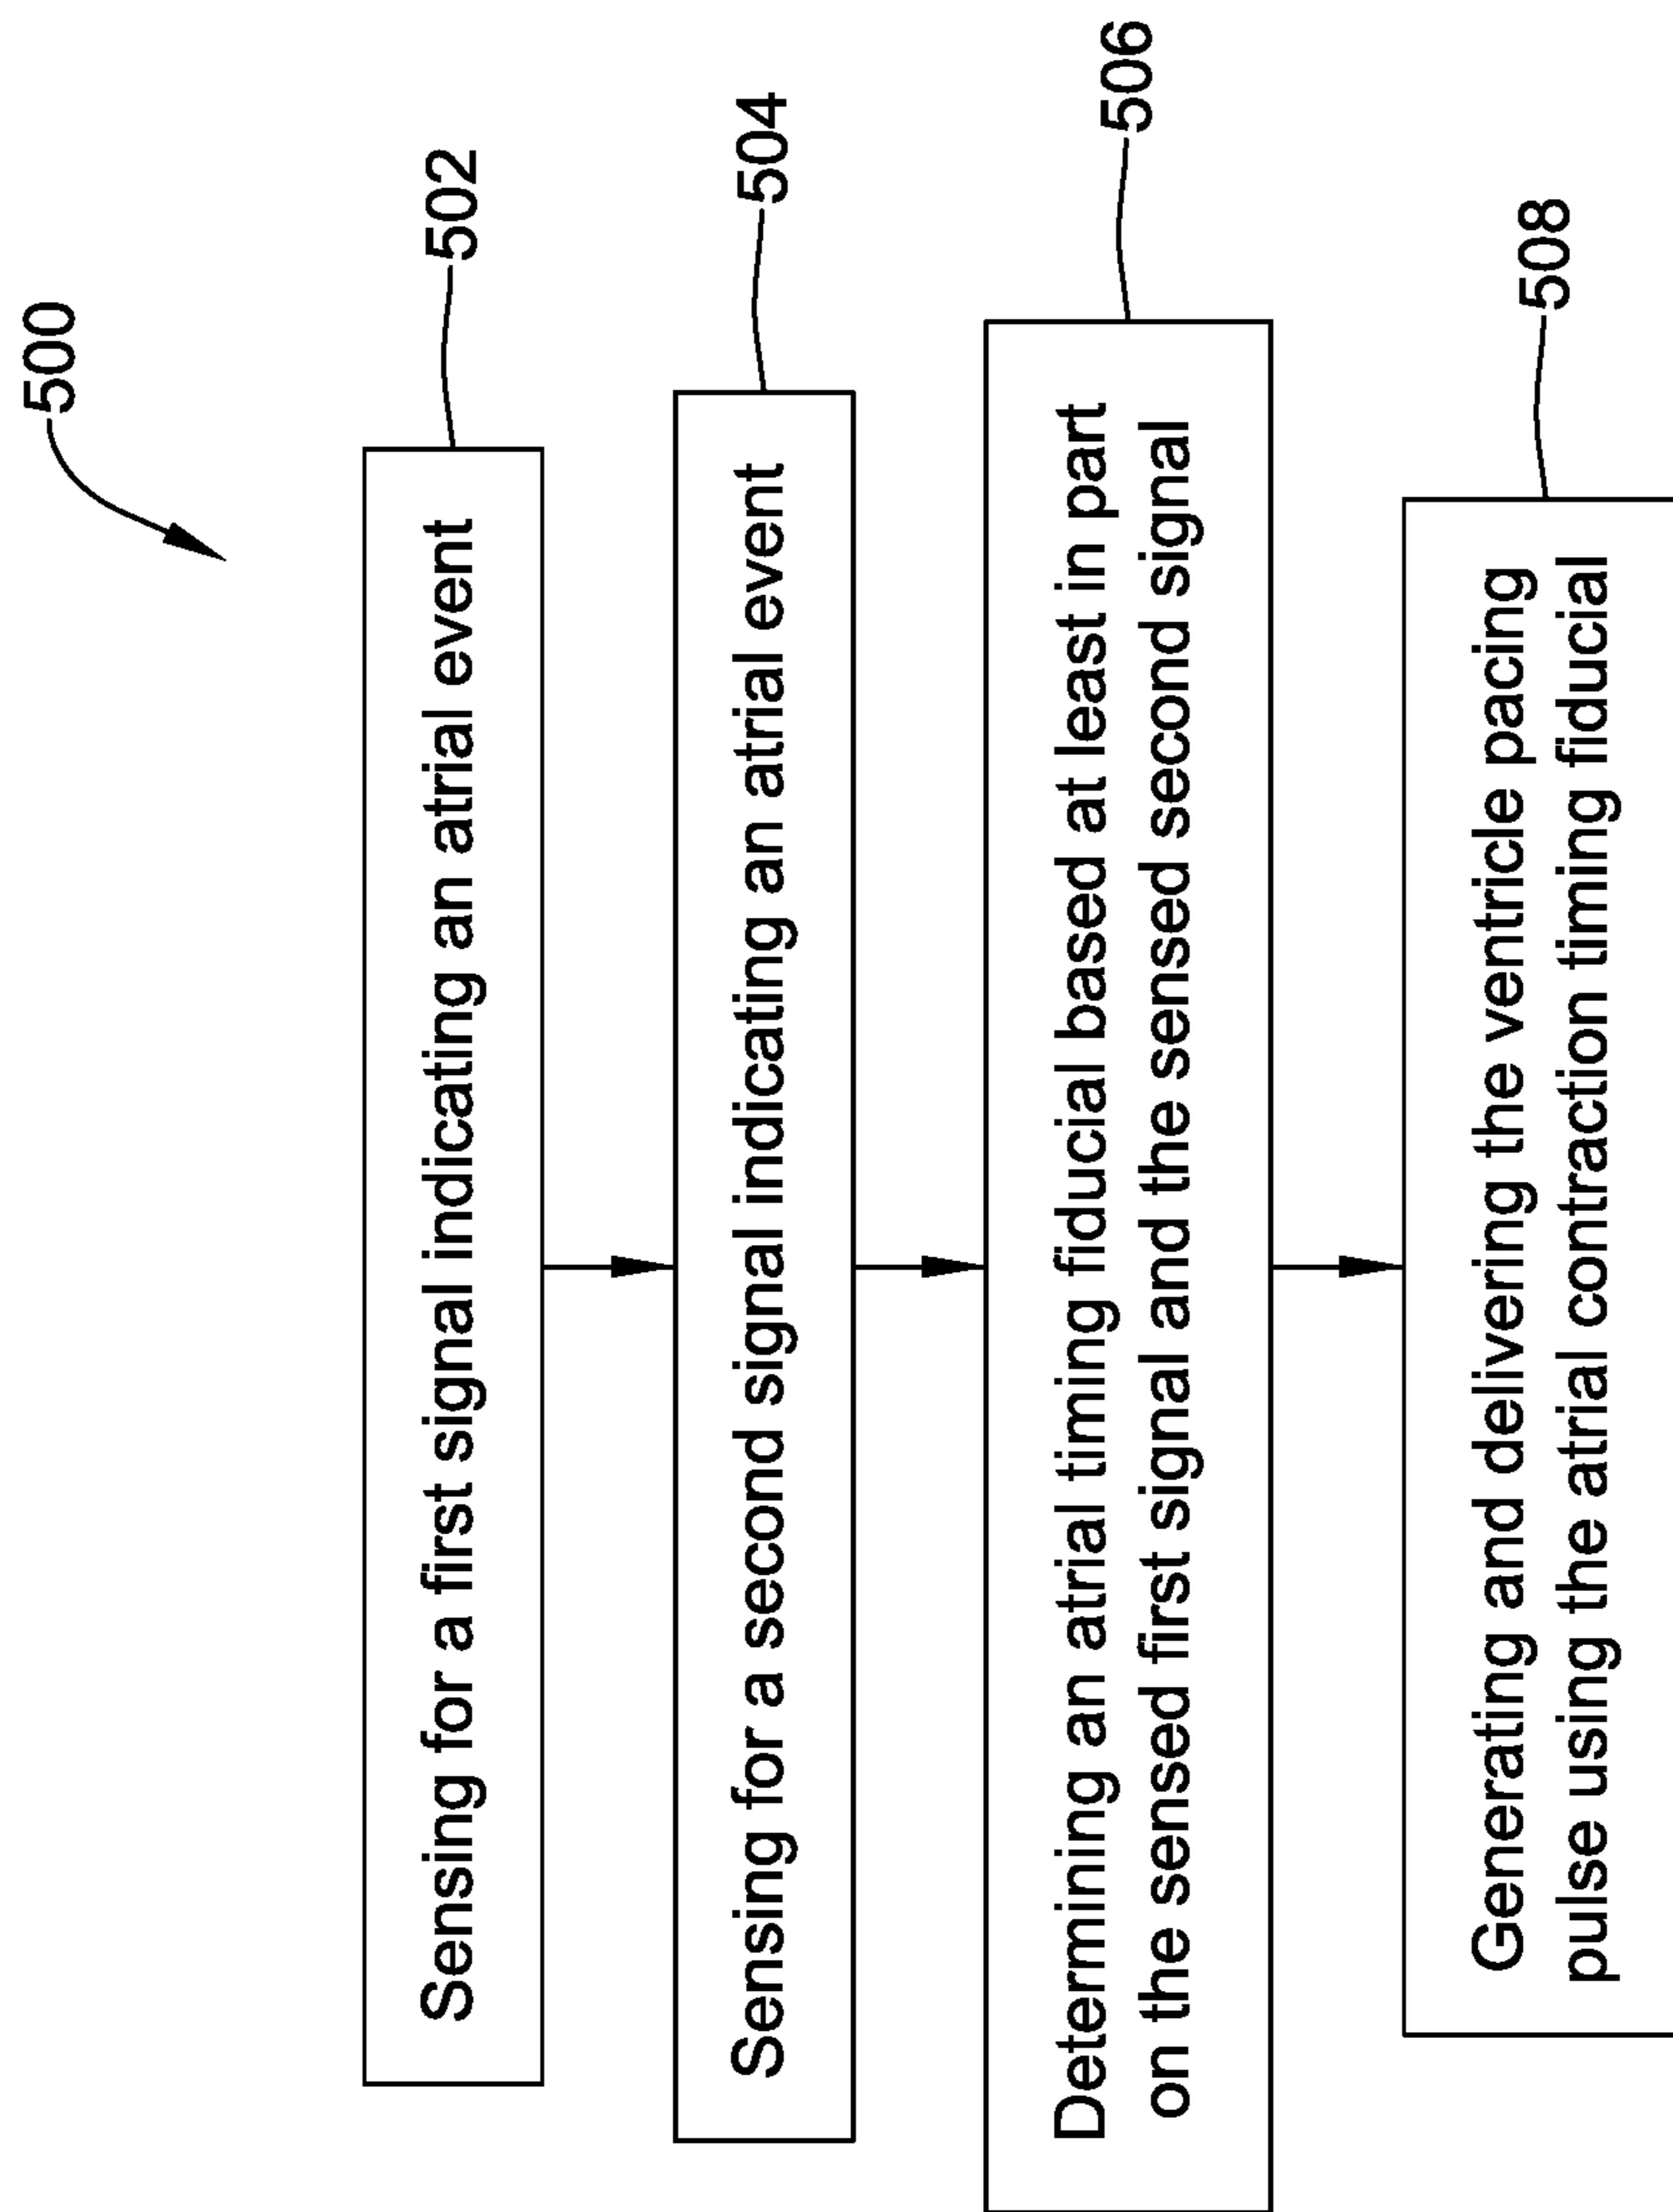 500
Sensing for a first signal indicating an atrial event
502
Sensing for a second signal indicating an atrial event
504
Determining an atrial timing fiducial based at least in part
on the sensed first signal and the sensed second signal
506
Generating and delivering the ventricle pacing
pulse using the atrial contraction timing fiducial
508